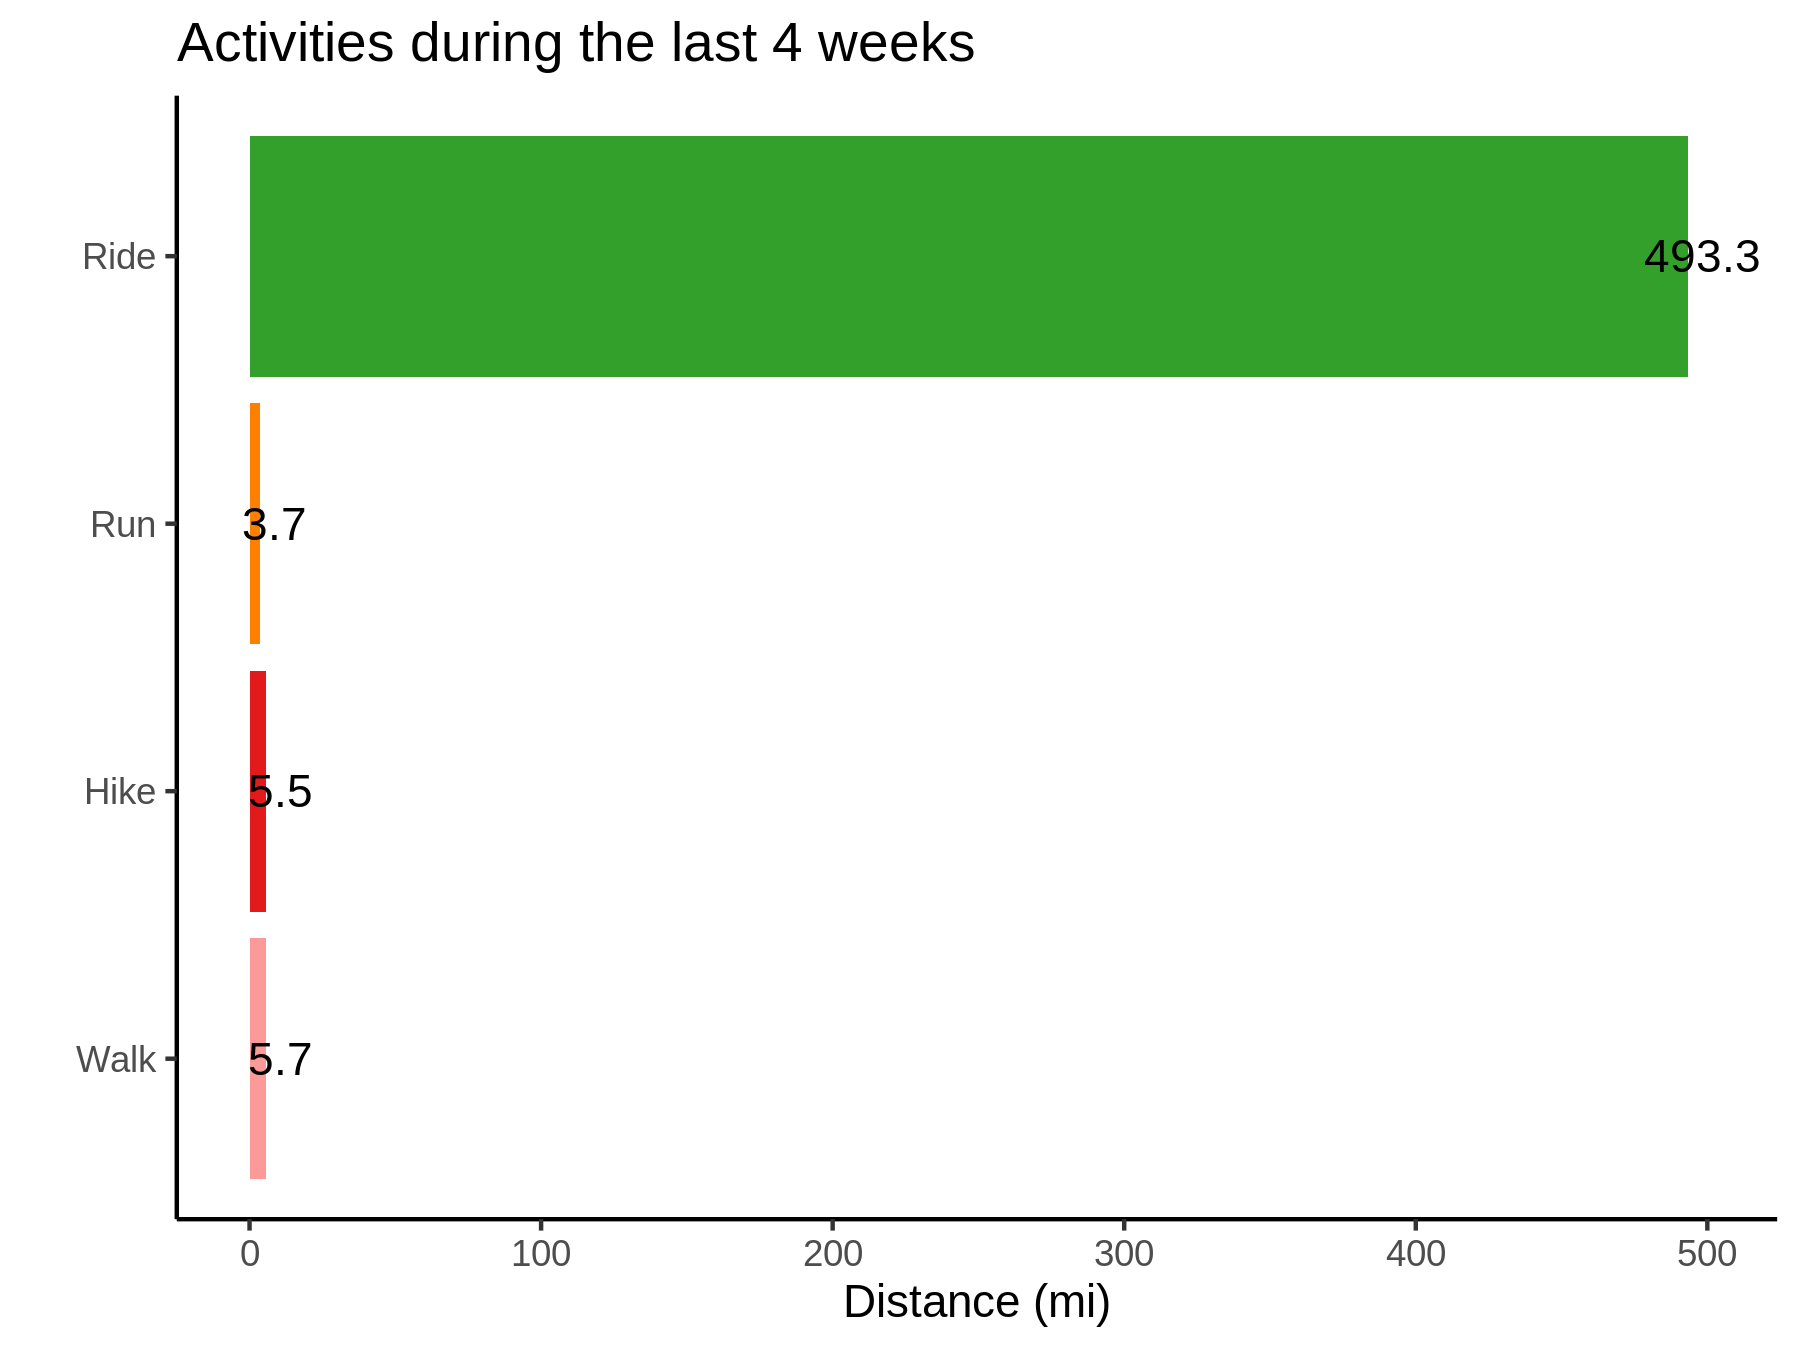 Activities during the last 4 weeks
Ride
493.3
Run
3.7
Hike
5.5
Walk
5.7
0 100 200 300 400 500
Distance (mi)